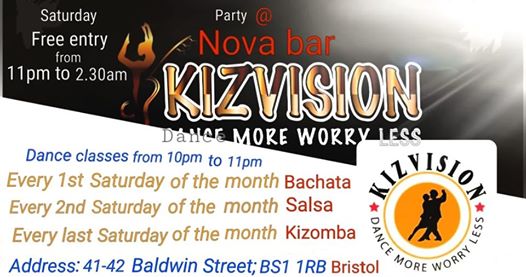 Saturday
Free entry
from
11pm to 2.30am
Party @
Nova bar
KIZVISION
Dance
DANCE MORE WORRY LESS
Dance classes from 10pm to 11pm
Every 1st Saturday of the month Bachata
Every 2nd Saturday of the month Salsa
Every last Saturday of the month Kizomba
Address: 41-42 Baldwin Street; BS1 1RB Bristol
KIZVISION
DANCE MORE WORRY LESS